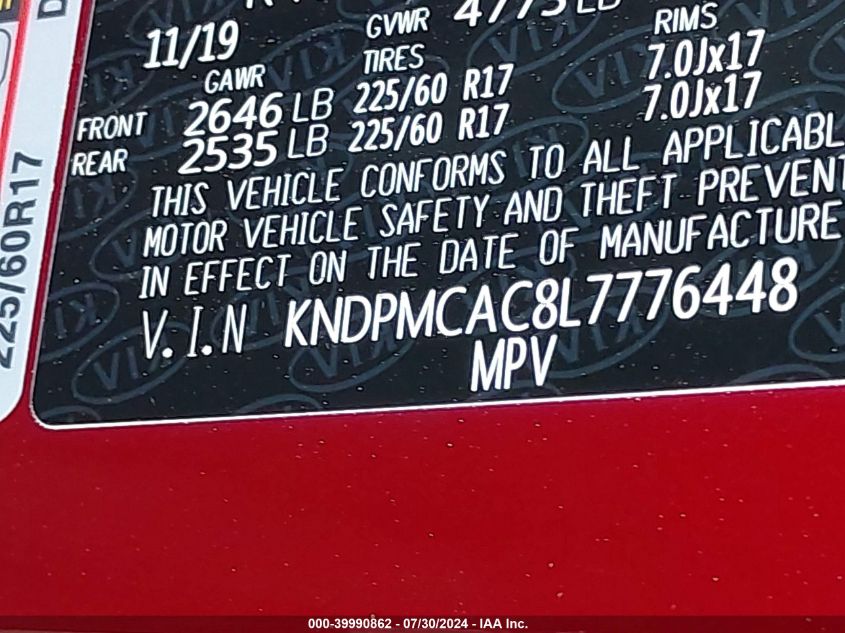 11/19 GVWR 4773 LB
GAWR TIRES RIMS
FRONT 2646 LB 225/60 R17 7.0Jx17
REAR 2535 LB 225/60 R17 7.0Jx17
THIS VEHICLE CONFORMS TO ALL APPLICABL
MOTOR VEHICLE SAFETY AND THEFT PREVENT
IN EFFECT ON THE DATE OF MANUFACTURE
V.I.N KNDPMCAC8L7776448
MPV
225/60R17
000-39990862 - 07/30/2024 - IAA Inc.